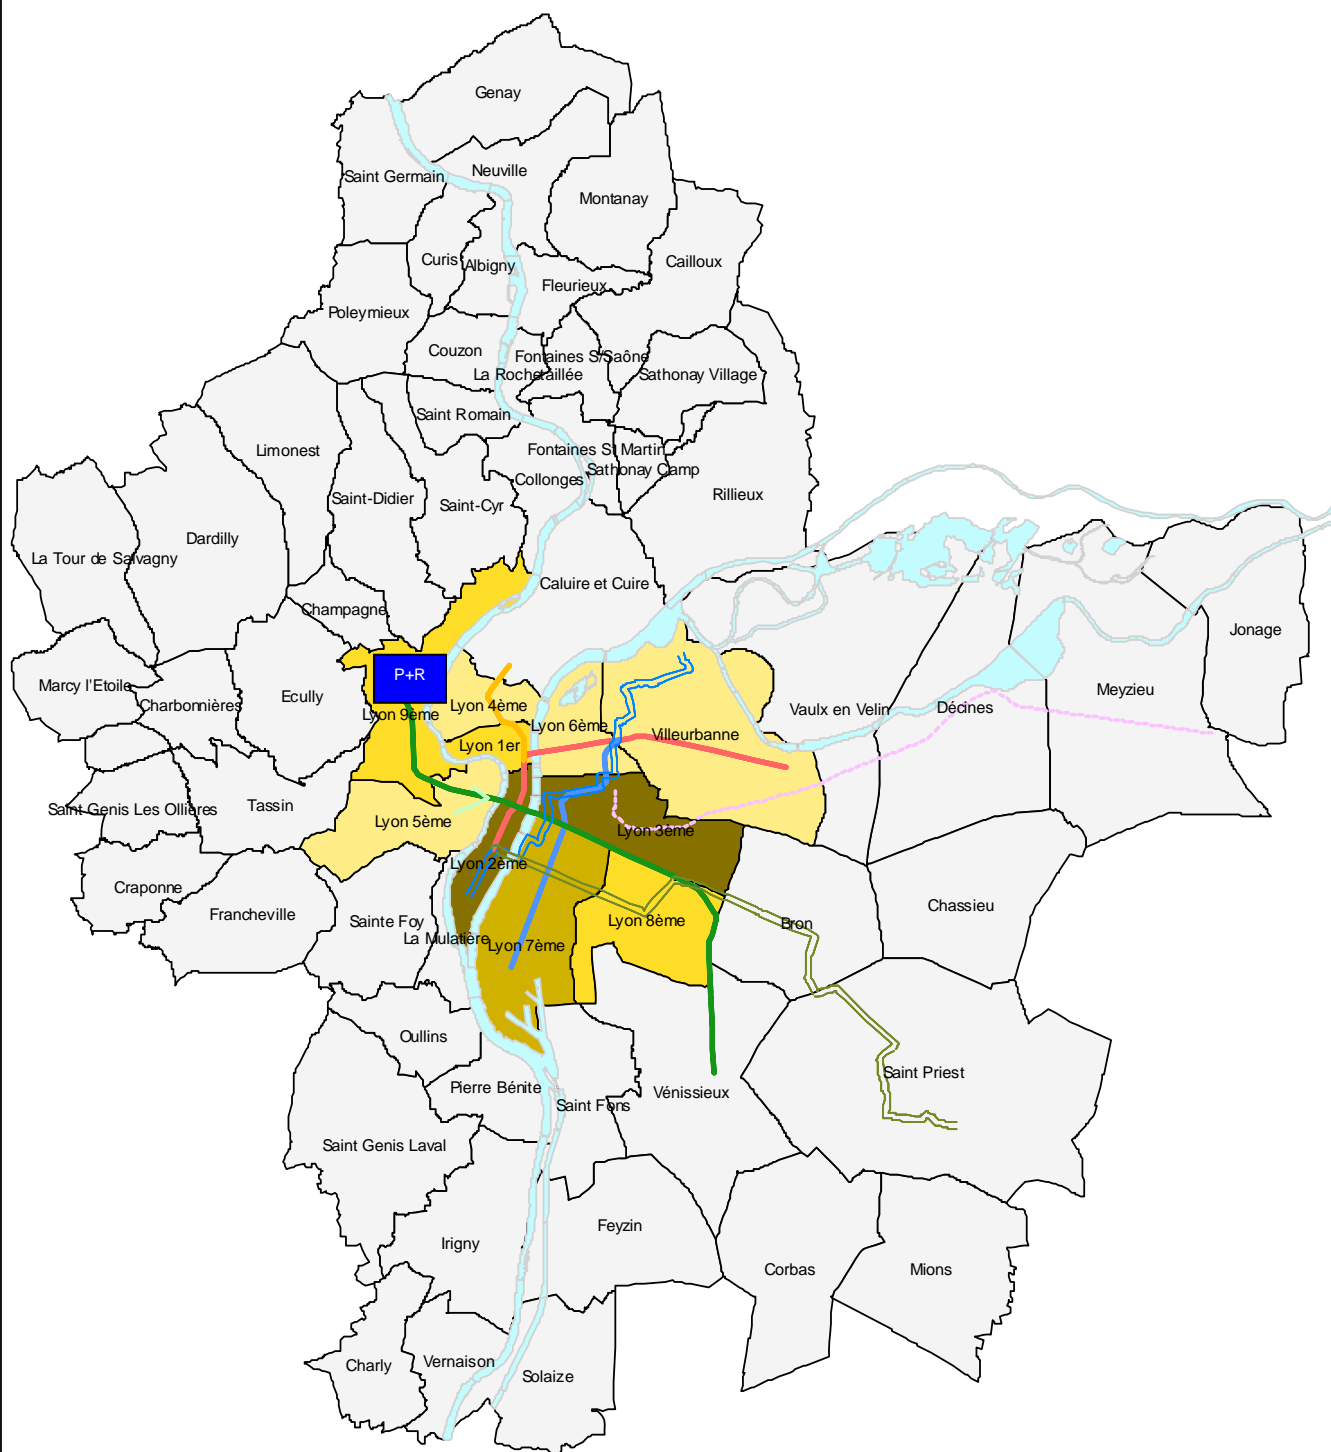 Genay
Neuville
Saint Germain
Montanay
Curis
Albigny
Cailloux
Fleurieux
Poleymieux
Couzon
Fontaines S/Saône
La Rochetaillée
Sathonay Village
Saint Romain
Limonest
Fontaines St Martin
Sathonay Camp
Collonges
Rillieux
Saint-Didier
Saint-Cyr
Dardilly
La Tour de Salvagny
Caluire et Cuire
Champagne
Jonage
P+R
Marcy l'Etoile
Charbonnières
Ecully
Lyon 9ème
Lyon 4ème
Lyon 6ème
Villeurbanne
Vaulx en Velin
Décines
Meyzieu
Lyon 1er
Saint Genis Les Ollières
Tassin
Lyon 5ème
Lyon 3ème
Lyon 2ème
Craponne
Francheville
Sainte Foy
La Mulatière
Lyon 7ème
Lyon 8ème
Bron
Chassieu
Oullins
Pierre Bénite
Saint Fons
Vénissieux
Saint Priest
Saint Genis Laval
Irigny
Feyzin
Corbas
Mions
Charly
Vernaison
Solaize